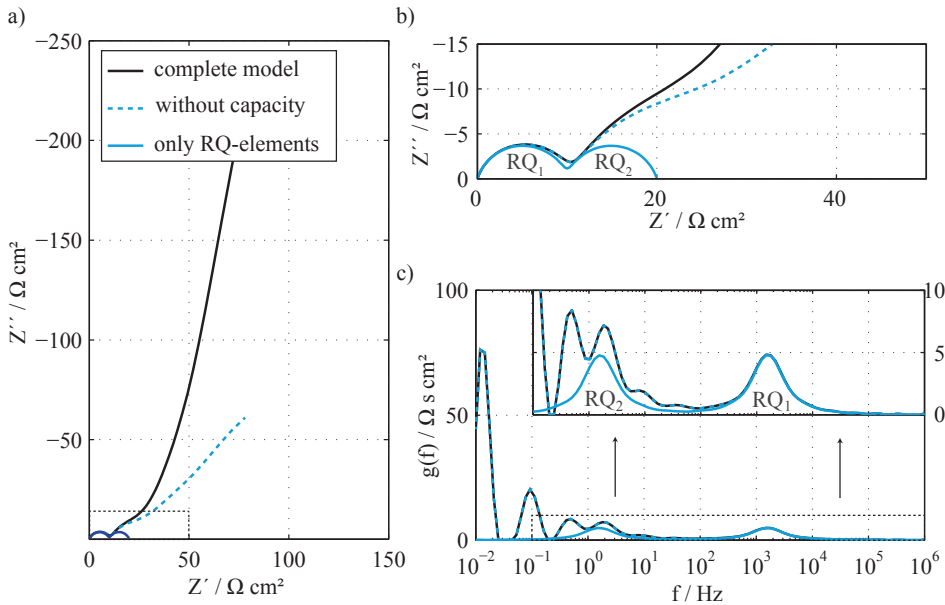 a)
−250
−200
−150
−100
−50
0
50
100
150
Z´´ / Ω cm²
Z´ / Ω cm²
complete model
without capacity
only RQ-elements
b)
−15
−10
−5
0
0
20
40
Z´´ / Ω cm²
Z´ / Ω cm²
RQ₁
RQ₂
c)
100
50
0
g(f) / Ω s cm²
10
5
0
RQ₂
RQ₁
10⁻² 10⁻¹ 10⁰ 10¹ 10² 10³ 10⁴ 10⁵ 10⁶
f / Hz